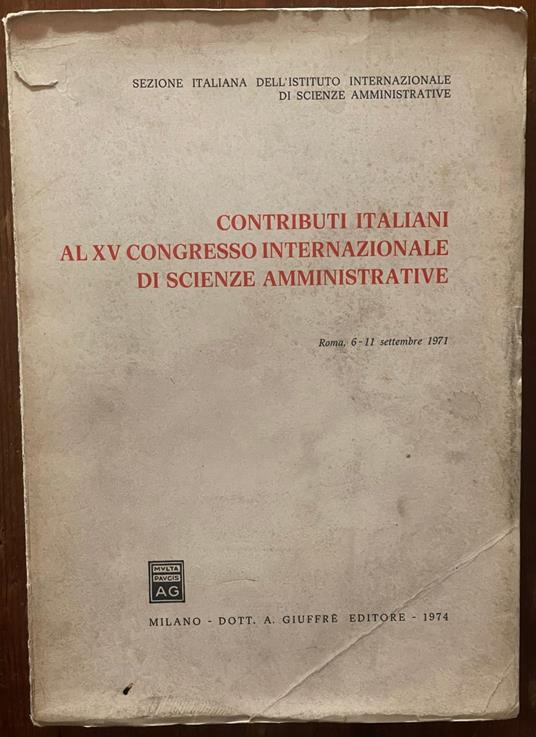 SEZIONE ITALIANA DELL'ISTITUTO INTERNAZIONALE
DI SCIENZE AMMINISTRATIVE
CONTRIBUTI ITALIANI
AL XV CONGRESSO INTERNAZIONALE
DI SCIENZE AMMINISTRATIVE
Roma, 6-11 settembre 1971
MVLTA
PAVCIS
AG
MILANO - DOTT. A. GIUFFRÈ EDITORE - 1974